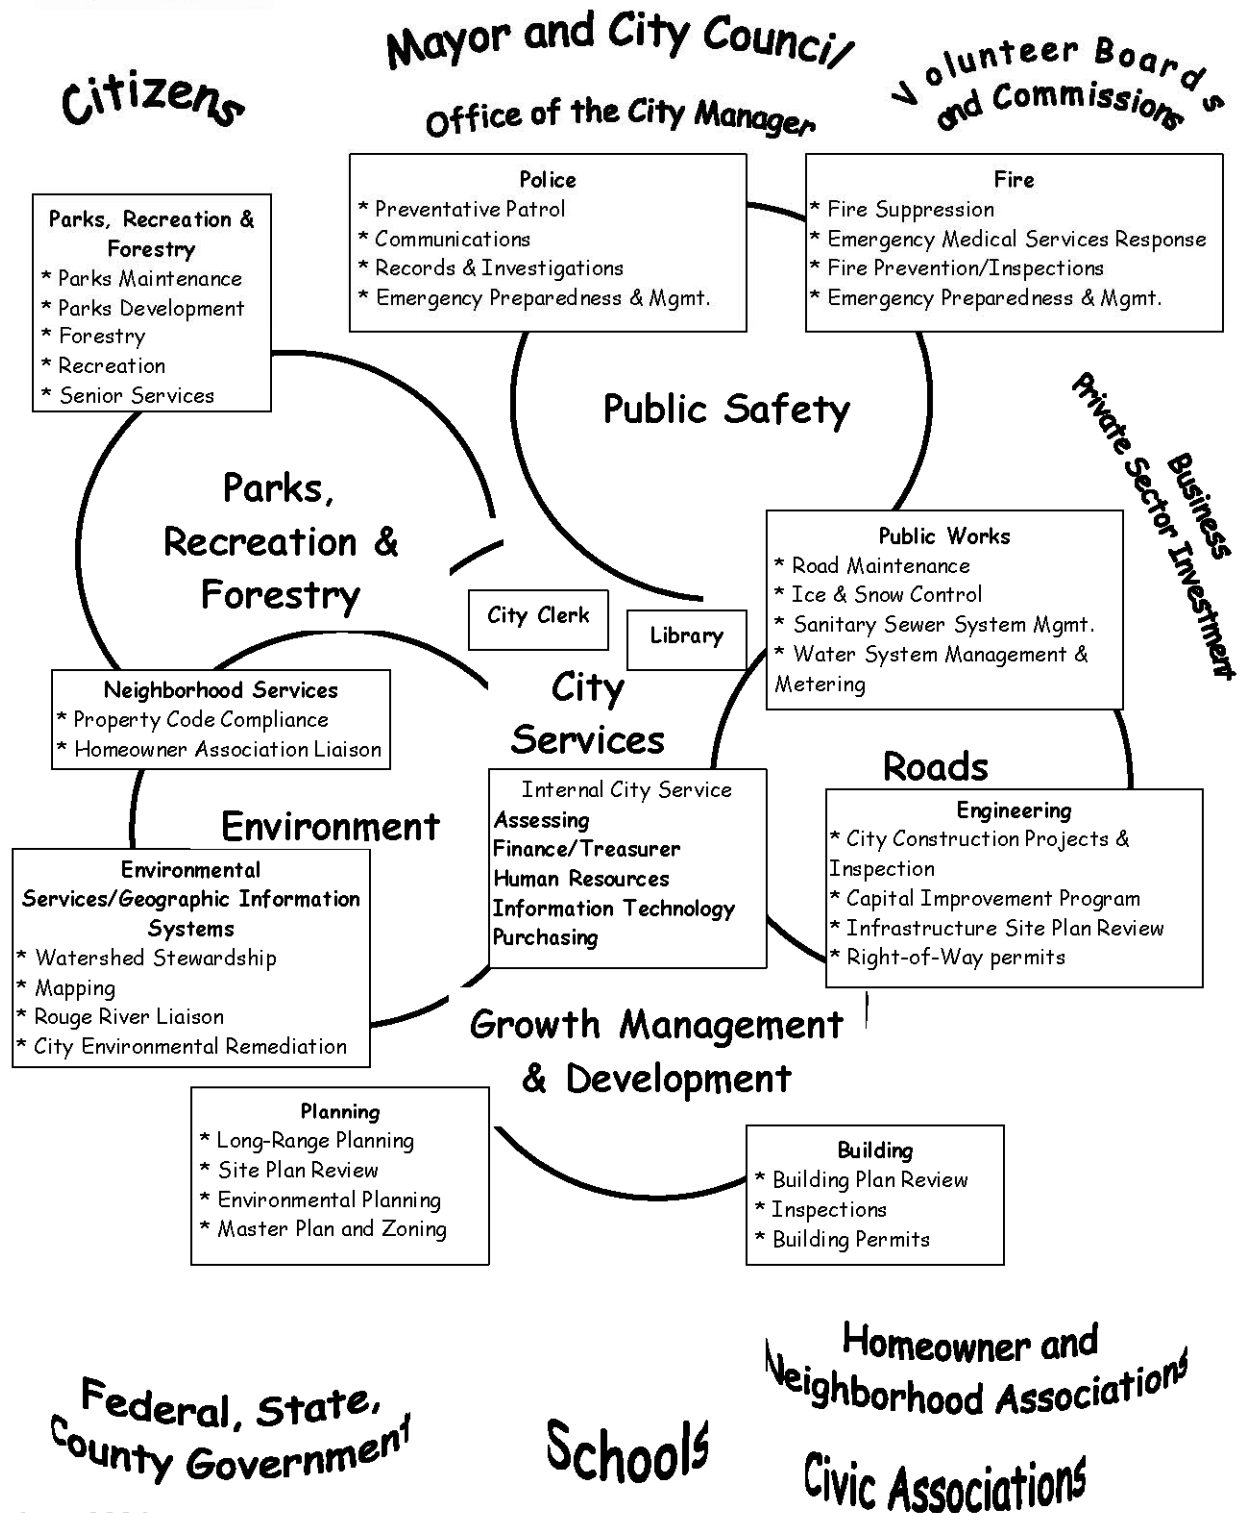 Mayor and City Council
Citizens
Volunteer Boards
and Commissions
Office of the City Manager
Police
* Preventative Patrol
* Communications
* Records & Investigations
* Emergency Preparedness & Mgmt.
Fire
* Fire Suppression
* Emergency Medical Services Response
* Fire Prevention/Inspections
* Emergency Preparedness & Mgmt.
Parks, Recreation &
Forestry
* Parks Maintenance
* Parks Development
* Forestry
* Recreation
* Senior Services
Public Safety
Business
Private Sector Investment
Parks,
Recreation &
Forestry
Public Works
* Road Maintenance
* Ice & Snow Control
* Sanitary Sewer System Mgmt.
* Water System Management &
Metering
City Clerk
Library
Neighborhood Services
* Property Code Compliance
* Homeowner Association Liaison
City
Services
Roads
Environment
Internal City Service
Assessing
Finance/Treasurer
Human Resources
Information Technology
Purchasing
Engineering
* City Construction Projects &
Inspection
* Capital Improvement Program
* Infrastructure Site Plan Review
* Right-of-Way permits
Environmental
Services/Geographic Information
Systems
* Watershed Stewardship
* Mapping
* Rouge River Liaison
* City Environmental Remediation
Growth Management
& Development
Planning
* Long-Range Planning
* Site Plan Review
* Environmental Planning
* Master Plan and Zoning
Building
* Building Plan Review
* Inspections
* Building Permits
Homeowner and
Neighborhood Associations
Federal, State,
County Government
Schools
Civic Associations